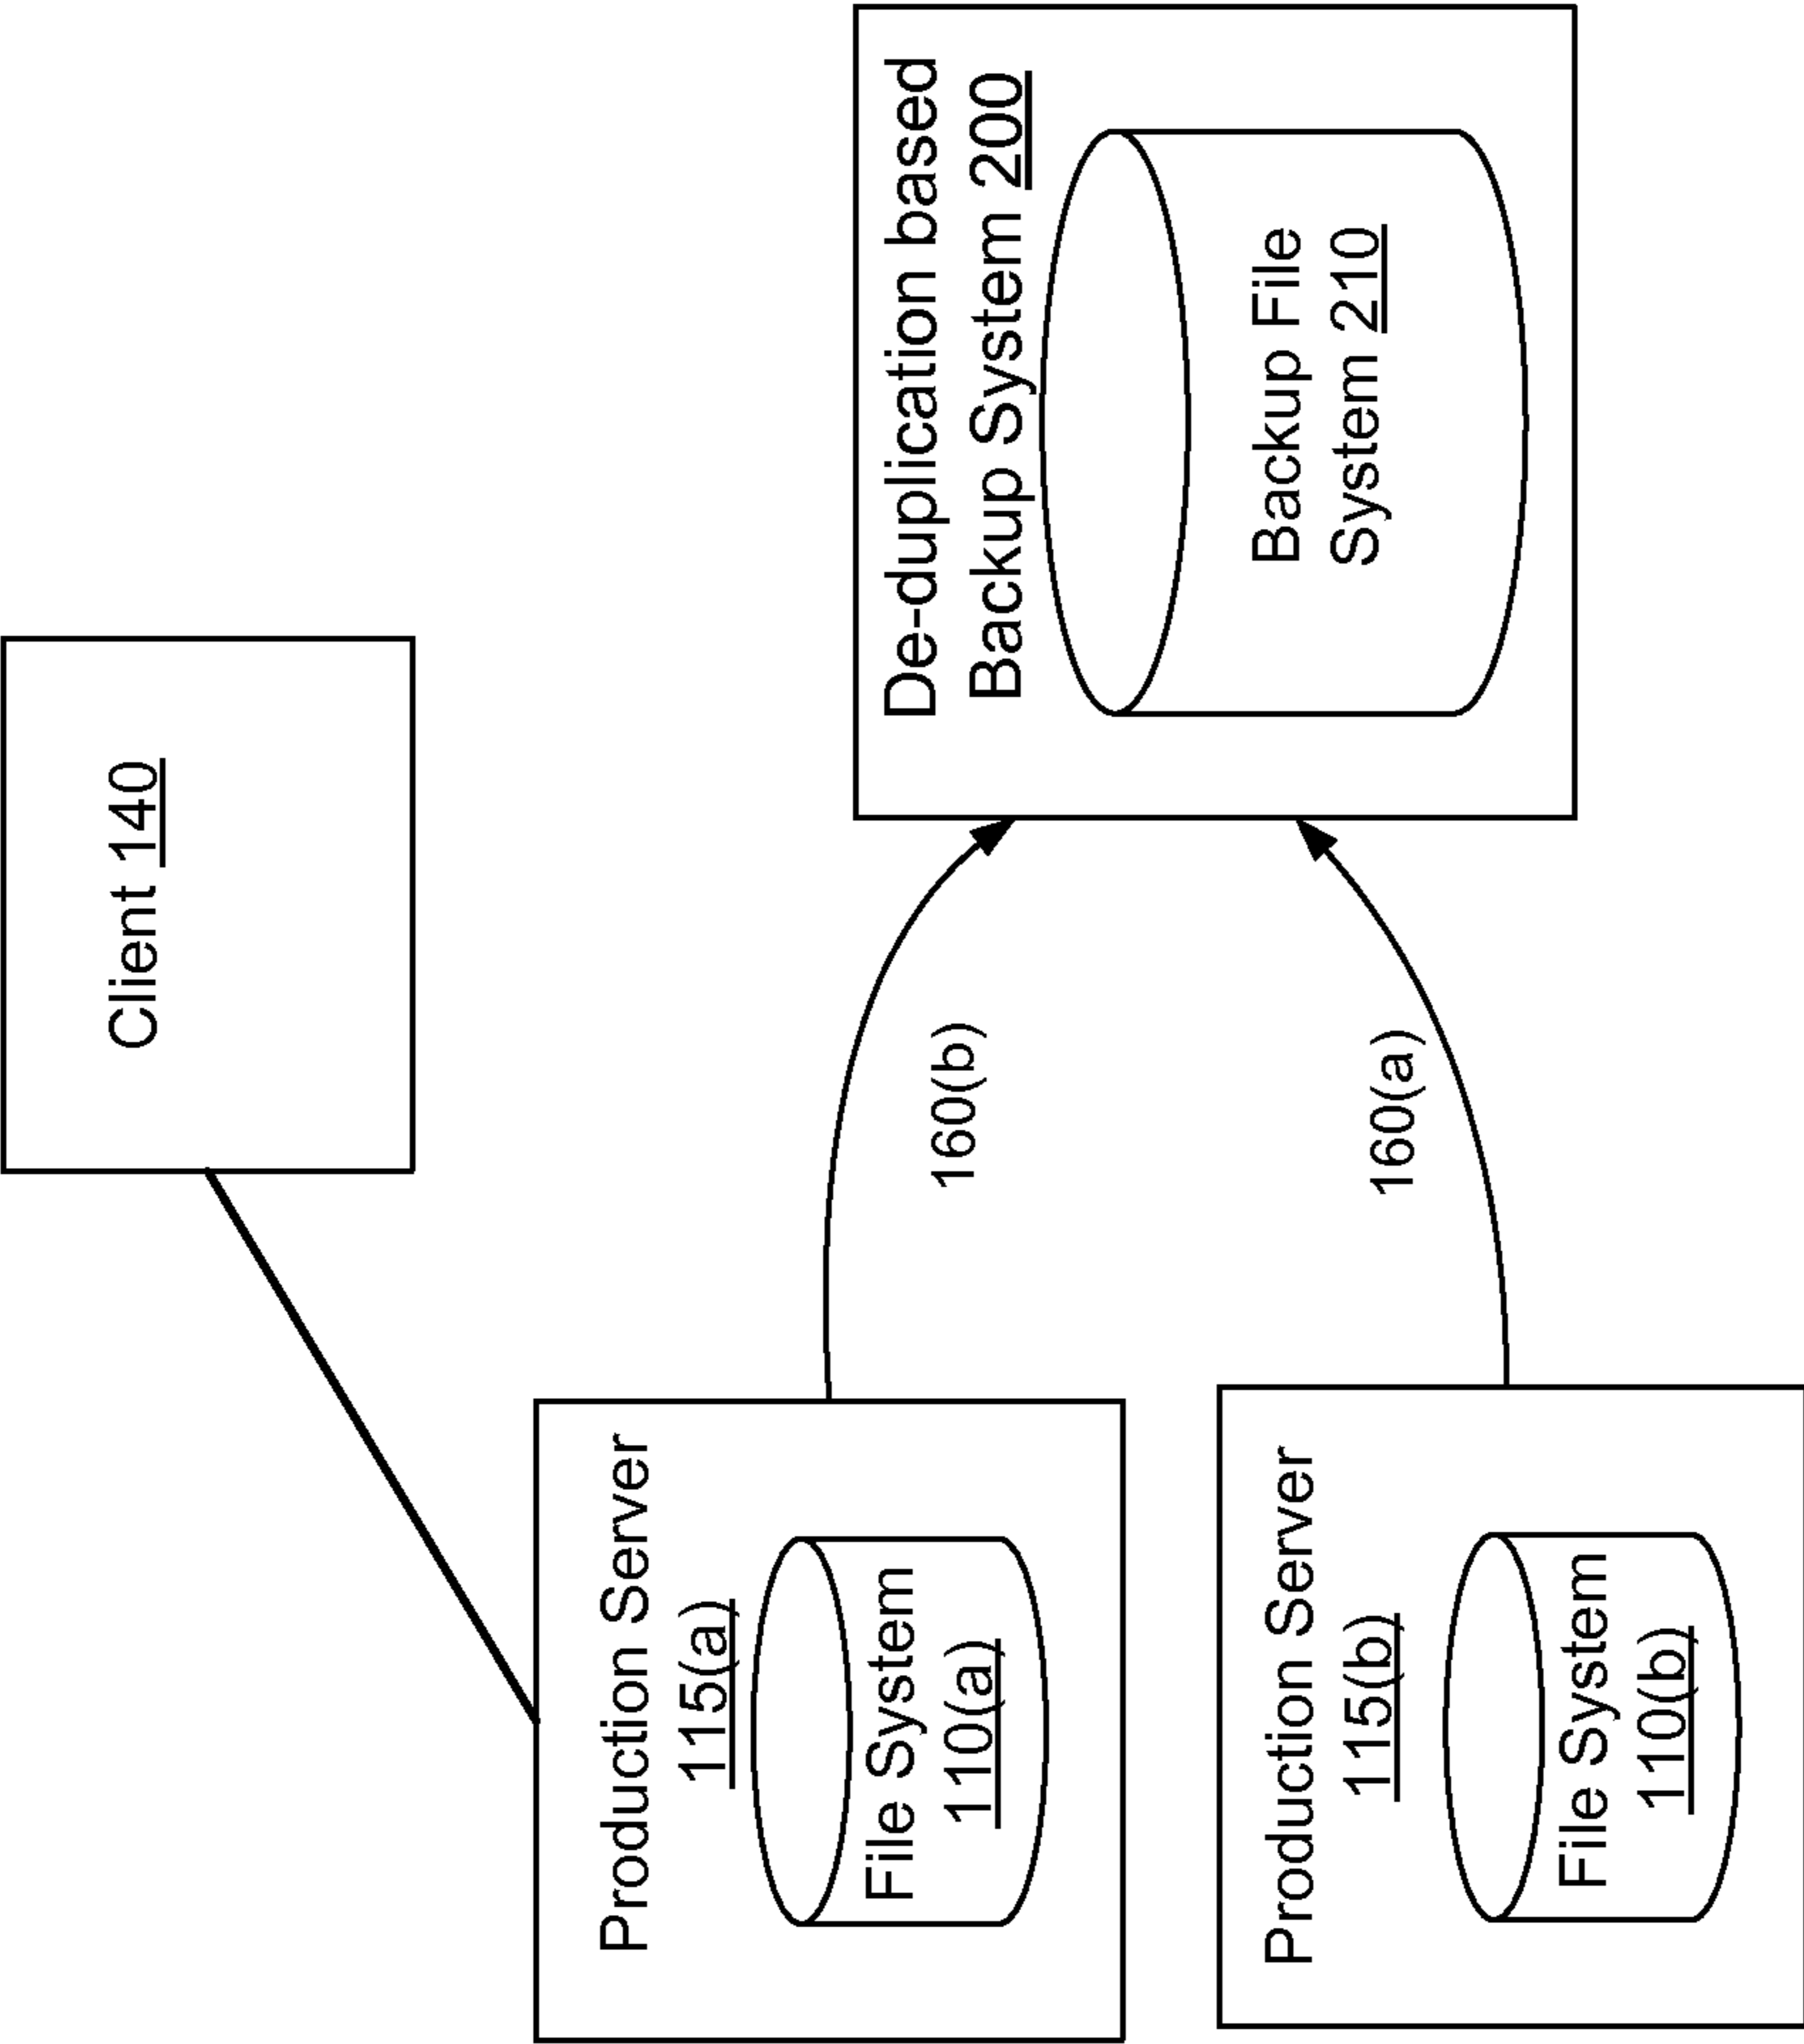 Client 140
Production Server
115(a)
File System
110(a)
160(b)
De-duplication based
Backup System 200
Backup File
System 210
Production Server
115(b)
File System
110(b)
160(a)